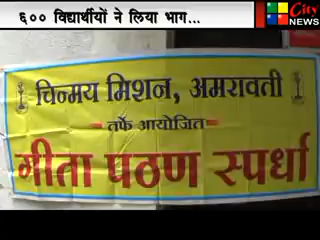 ६०० विद्यार्थीयों ने लिया भाग...
City
NEWS
चिन्मय मिशन, अमरावती
तर्फे आयोजित
गीता पठण स्पर्धा